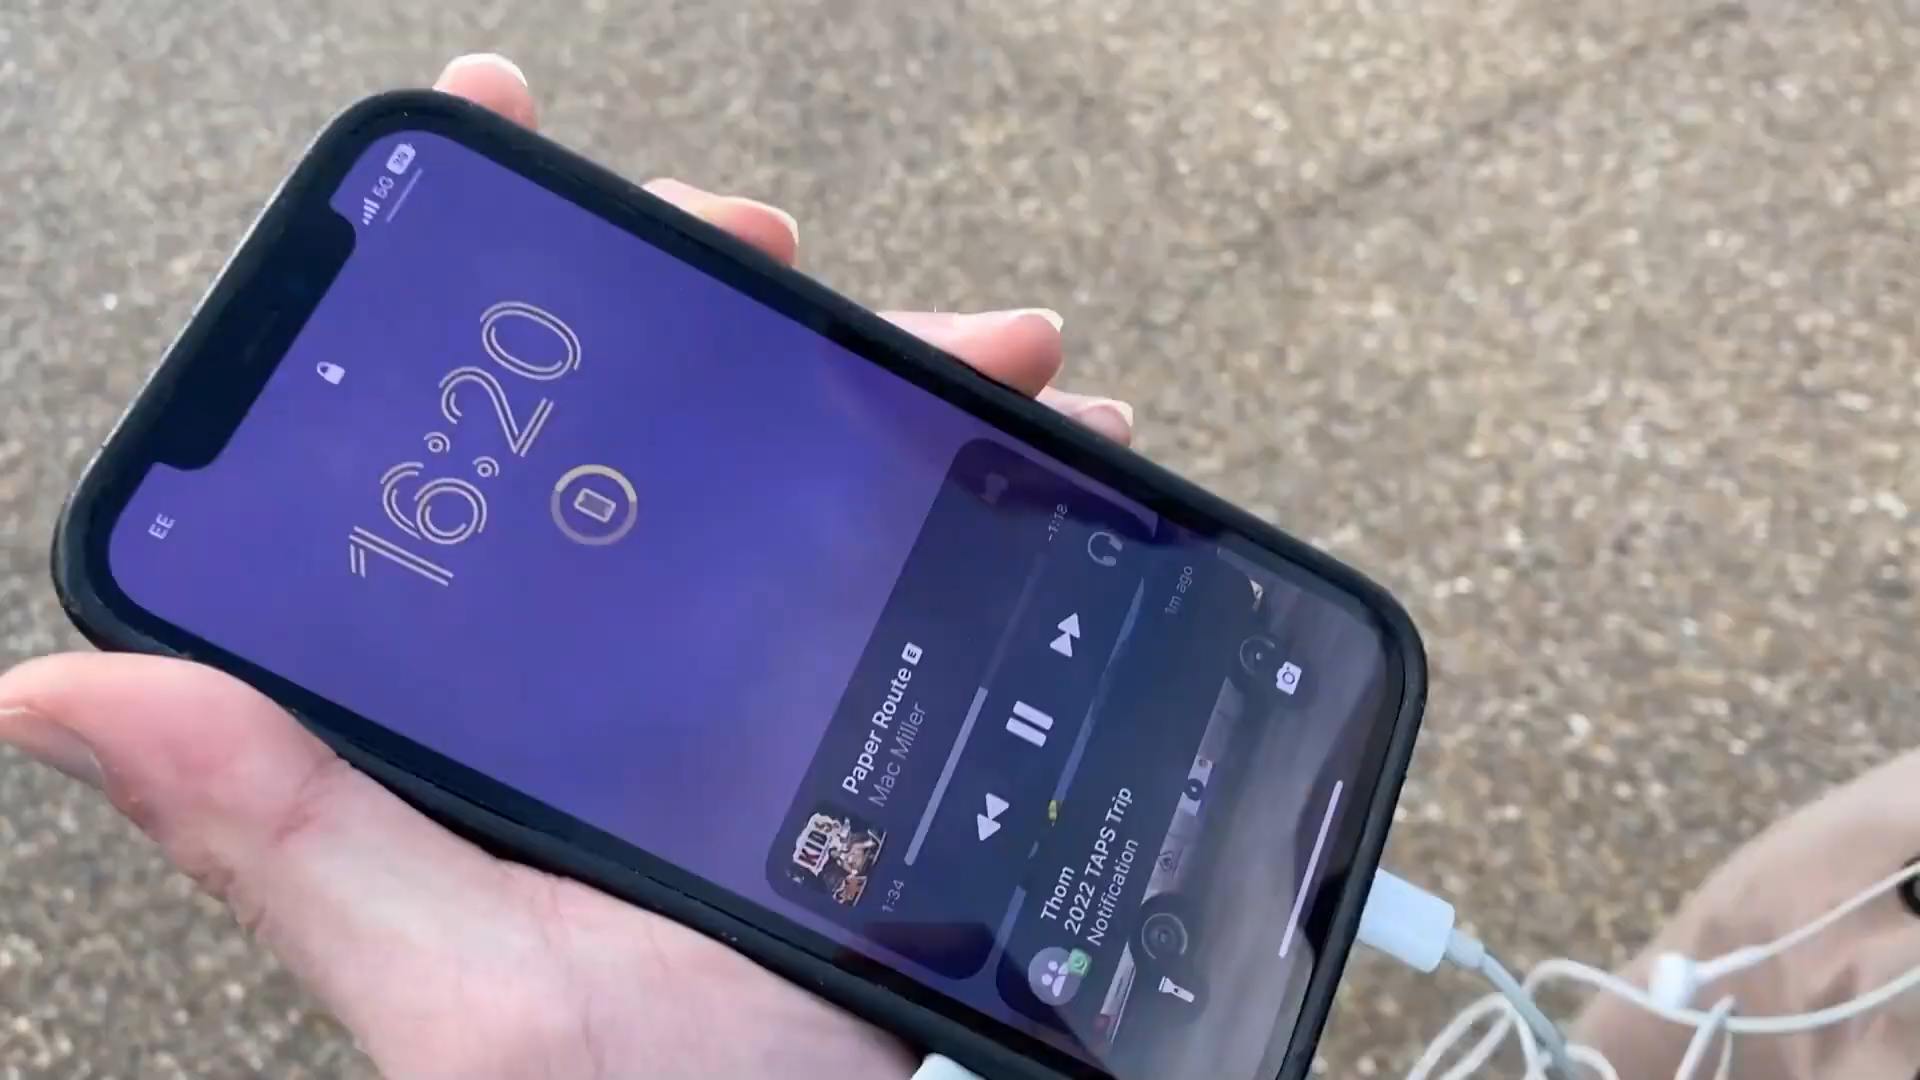 EE
5G
16:20
KIDS
Paper Route E
Mac Miller
1:34
-1:18
Thom
1m ago
2022 TAPS Trip
Notification